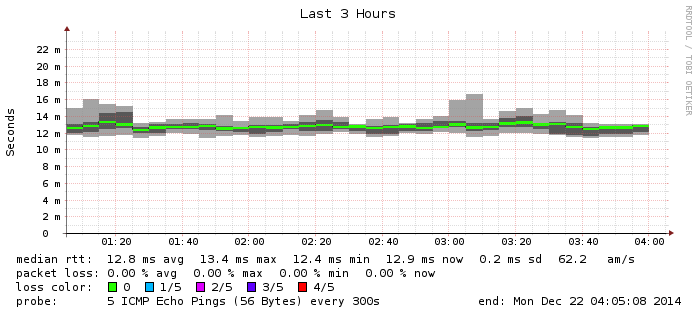 Last 3 Hours
RRDTOOL / TOBI OETIKER
Seconds
22 m
20 m
18 m
16 m
14 m
12 m
10 m
8 m
6 m
4 m
2 m
0
01:20 01:40 02:00 02:20 02:40 03:00 03:20 03:40 04:00
median rtt: 12.8 ms avg 13.4 ms max 12.4 ms min 12.9 ms now 0.2 ms sd 62.2 am/s
packet loss: 0.00 % avg 0.00 % max 0.00 % min 0.00 % now
loss color: 0 1/5 2/5 3/5 4/5
probe: 5 ICMP Echo Pings (56 Bytes) every 300s end: Mon Dec 22 04:05:08 2014